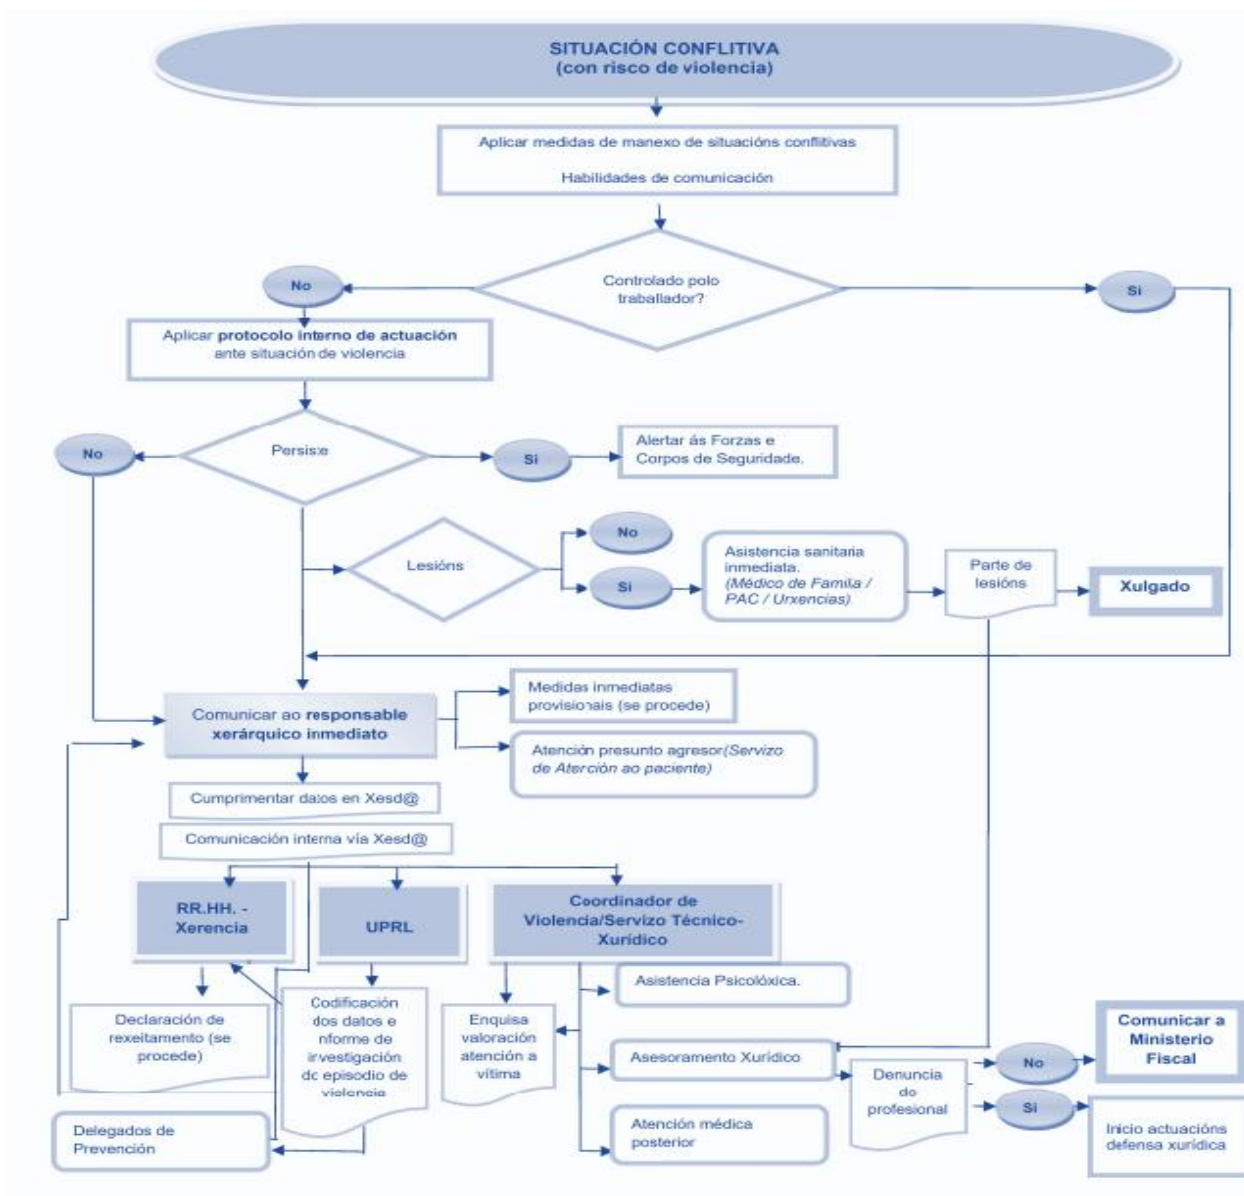 SITUACIÓN CONFLITIVA
(con risco de violencia)
Aplicar medidas de manexo de situacións conflitivas
Habilidades de comunicación
Controlado polo
traballador?
No
Si
Aplicar protocolo interno de actuación
ante situación de violencia
Persiste
No
Si
Alertar ás Forzas e
Corpos de Seguridade.
Lesións
No
Si
Asistencia sanitaria
inmediata.
(Médico de Familia /
PAC / Urxencias)
Parte de
lesións
Xulgado
Comunicar ao responsable
xerárquico inmediato
Medidas inmediatas
provisionais (se procede)
Atención presunto agresor(Servizo
de Atención ao paciente)
Cumprimentar datos en Xesd@
Comunicación interna vía Xesd@
RR.HH. -
Xerencia
UPRL
Coordinador de
Violencia/Servizo Técnico-
Xurídico
Declaración de
rexeitamento (se
procede)
Codificación
dos datos e
nforme de
investigación
do episodio de
violencia
Enquisa
valoración
atención a
vítima
Asistencia Psicolóxica.
Asesoramento Xurídico
Atención médica
posterior
Delegados de
Prevención
Denuncia
do
profesional
No
Si
Comunicar a
Ministerio
Fiscal
Inicio actuacións
defensa xurídica